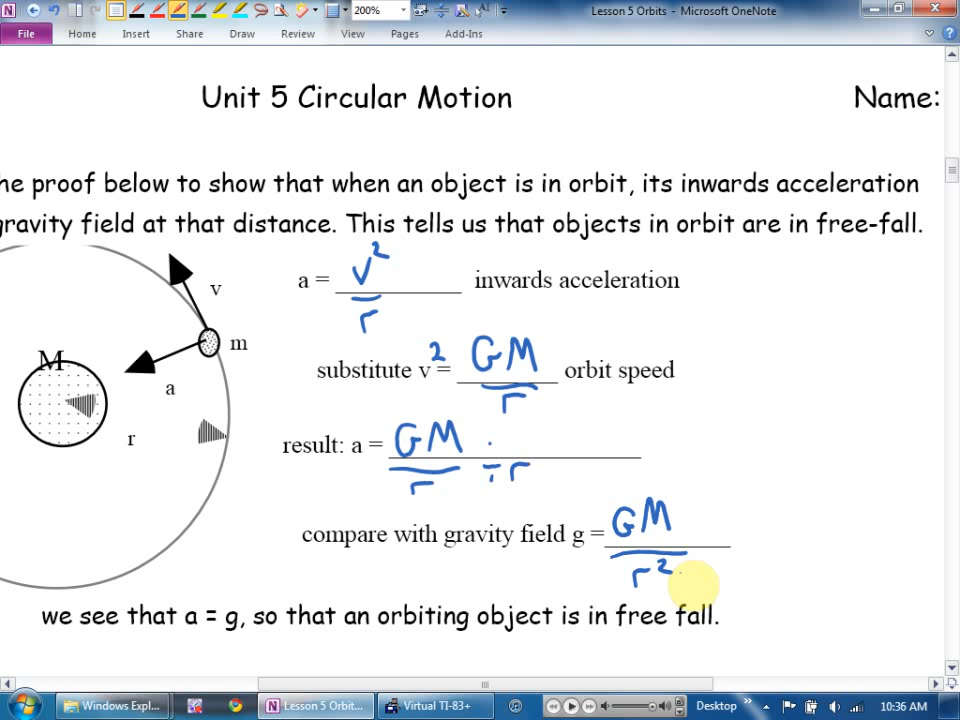 200%
Lesson 5 Orbits - Microsoft OneNote
File Home Insert Share Draw Review View Pages Add-Ins
Unit 5 Circular Motion Name:
he proof below to show that when an object is in orbit, its inwards acceleration
gravity field at that distance. This tells us that objects in orbit are in free-fall.
a = v²/r inwards acceleration
v
m
M
a
r
substitute v² = GM/r orbit speed
result: a = GM/r ÷r
compare with gravity field g = GM/r²
we see that a = g, so that an orbiting object is in free fall.
Windows Expl... Lesson 5 Orbit... Virtual TI-83+ Desktop 10:36 AM